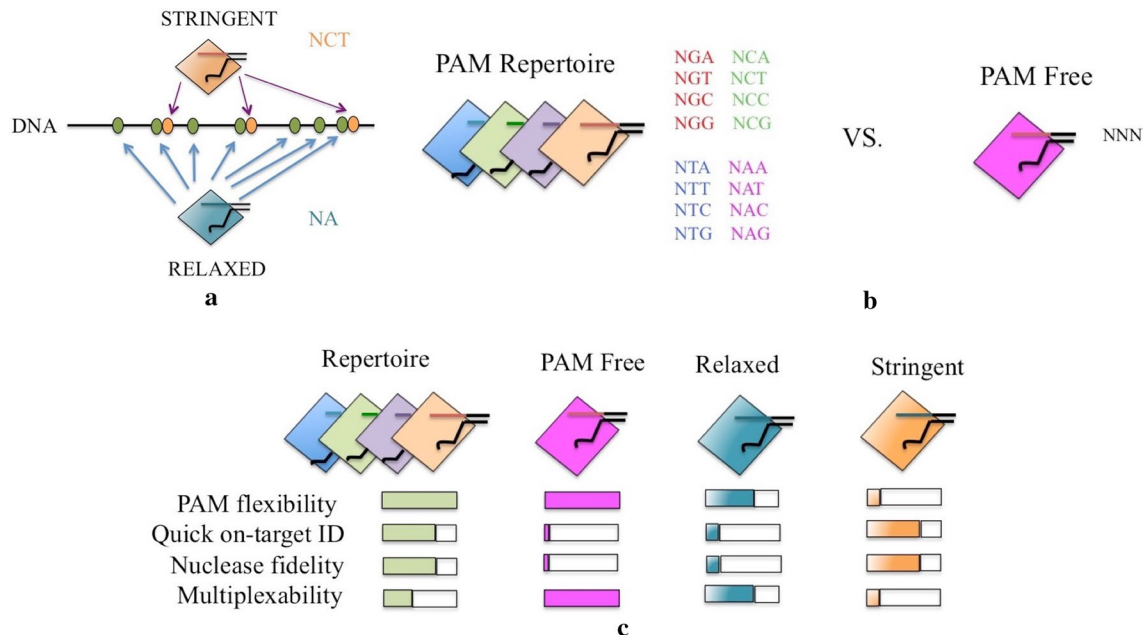 STRINGENT
NCT
DNA
NA
RELAXED
a
PAM Repertoire
NGA NCA
NGT NCT
NGC NCC
NGG NCG
NTA NAA
NTT NAT
NTC NAC
NTG NAG
VS.
PAM Free
NNN
b
Repertoire PAM Free Relaxed Stringent
PAM flexibility
Quick on-target ID
Nuclease fidelity
Multiplexability
c